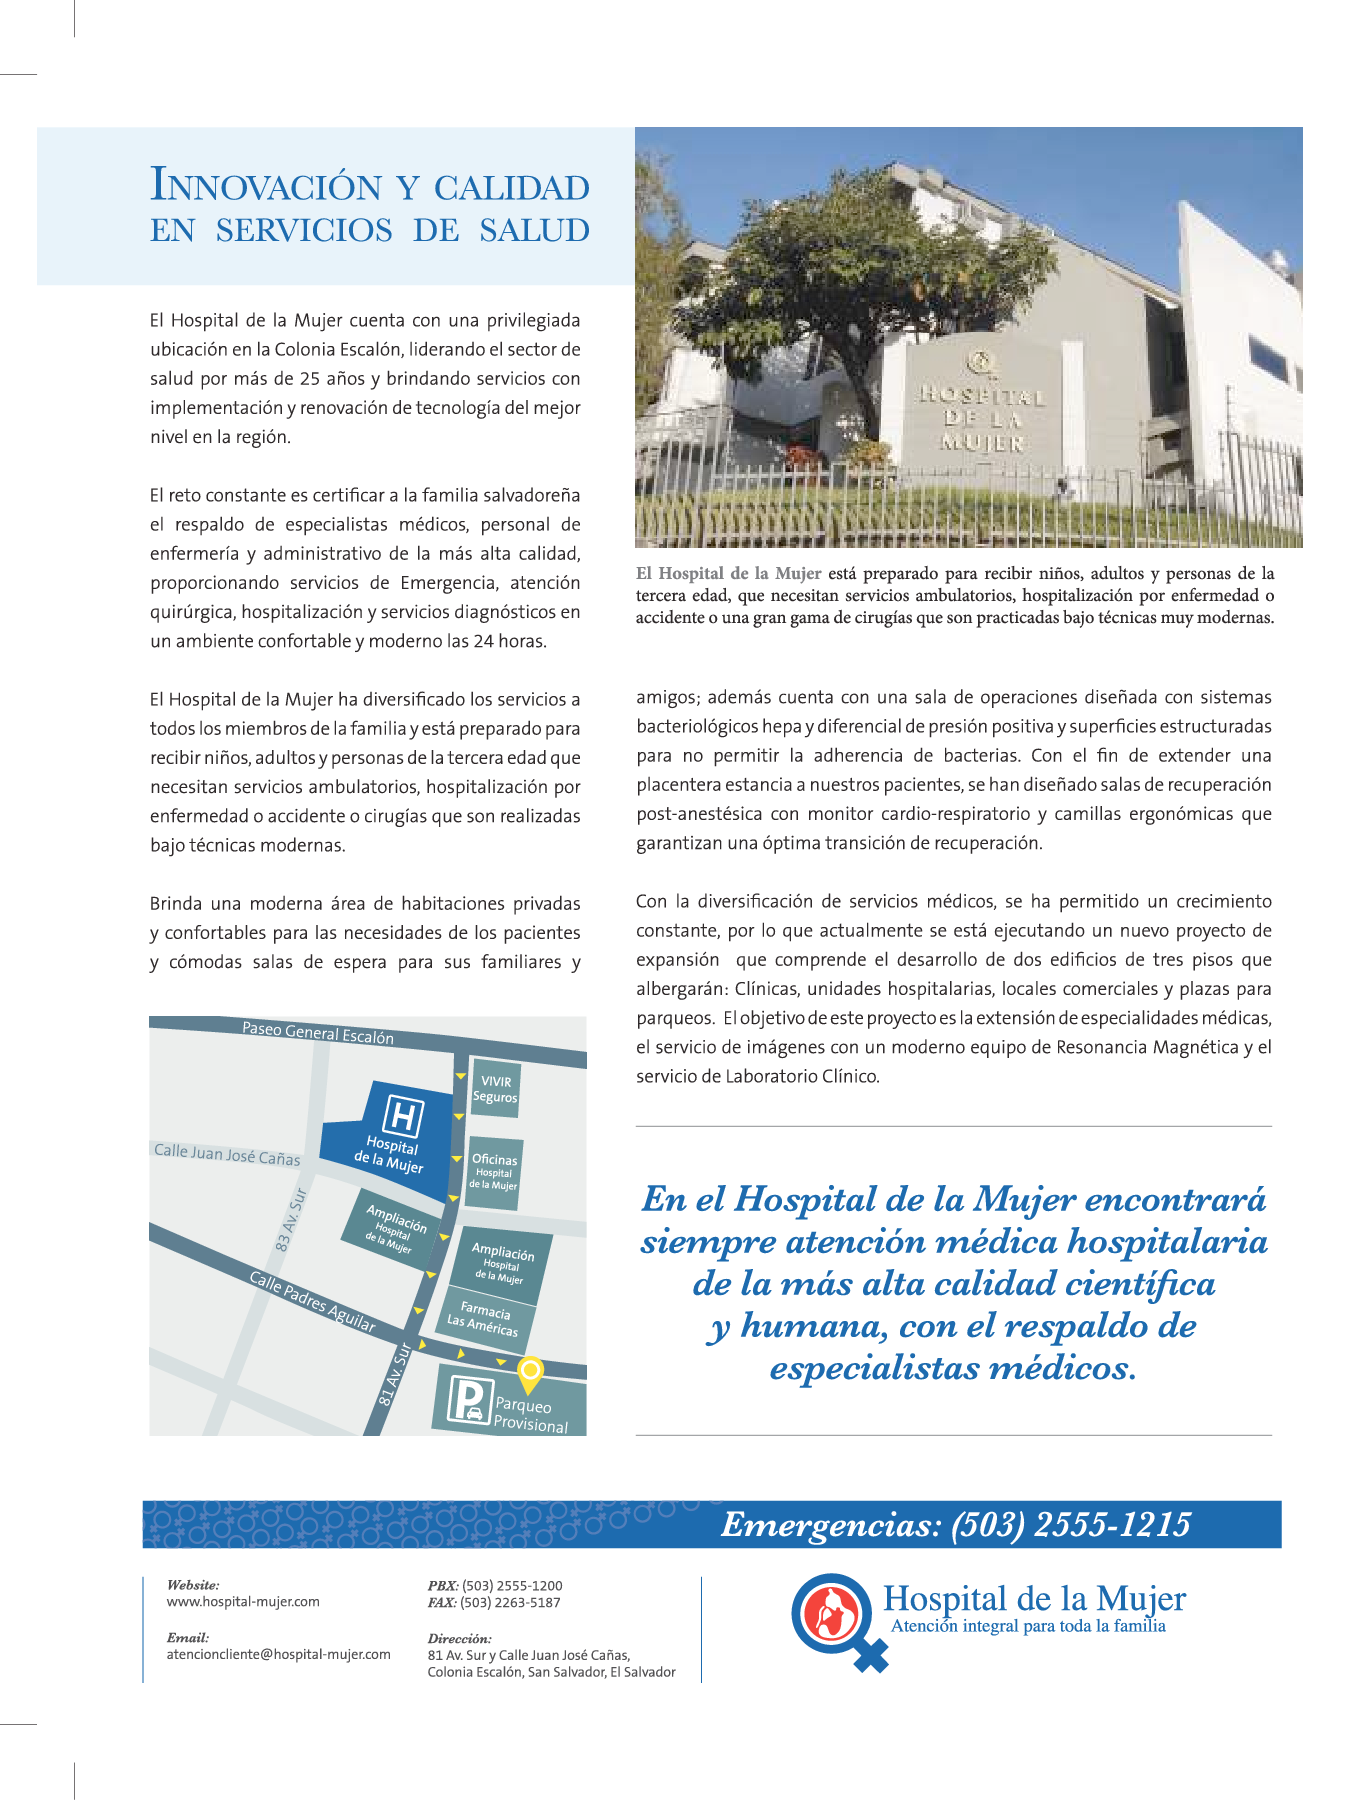 INNOVACIÓN Y CALIDAD
EN SERVICIOS DE SALUD
El Hospital de la Mujer cuenta con una privilegiada
ubicación en la Colonia Escalón, liderando el sector de
salud por más de 25 años y brindando servicios con
implementación y renovación de tecnología del mejor
nivel en la región.
El reto constante es certificar a la familia salvadoreña
el respaldo de especialistas médicos, personal de
enfermería y administrativo de la más alta calidad,
proporcionando servicios de Emergencia, atención
quirúrgica, hospitalización y servicios diagnósticos en
un ambiente confortable y moderno las 24 horas.
El Hospital de la Mujer ha diversificado los servicios a
todos los miembros de la familia y está preparado para
recibir niños, adultos y personas de la tercera edad que
necesitan servicios ambulatorios, hospitalización por
enfermedad o accidente o cirugías que son realizadas
bajo técnicas modernas.
Brinda una moderna área de habitaciones privadas
y confortables para las necesidades de los pacientes
y cómodas salas de espera para sus familiares y
HOSPITAL
DE LA
MUJER
El Hospital de la Mujer está preparado para recibir niños, adultos y personas de la
tercera edad, que necesitan servicios ambulatorios, hospitalización por enfermedad o
accidente o una gran gama de cirugías que son practicadas bajo técnicas muy modernas.
amigos; además cuenta con una sala de operaciones diseñada con sistemas
bacteriológicos hepa y diferencial de presión positiva y superficies estructuradas
para no permitir la adherencia de bacterias. Con el fin de extender una
placentera estancia a nuestros pacientes, se han diseñado salas de recuperación
post-anestésica con monitor cardio-respiratorio y camillas ergonómicas que
garantizan una óptima transición de recuperación.
Con la diversificación de servicios médicos, se ha permitido un crecimiento
constante, por lo que actualmente se está ejecutando un nuevo proyecto de
expansión que comprende el desarrollo de dos edificios de tres pisos que
albergarán: Clínicas, unidades hospitalarias, locales comerciales y plazas para
parqueos. El objetivo de este proyecto es la extensión de especialidades médicas,
el servicio de imágenes con un moderno equipo de Resonancia Magnética y el
servicio de Laboratorio Clínico.
Paseo General Escalón
VIVIR
Seguros
H
Hospital
de la Mujer
Calle Juan José Cañas
Oficinas
Hospital
de la Mujer
83 Av. Sur
Ampliación
Hospital
de la Mujer
Ampliación
Hospital
de la Mujer
Calle Padres Aguilar
Farmacia
Las Américas
81 Av. Sur
P
Parqueo
Provisional
En el Hospital de la Mujer encontrará
siempre atención médica hospitalaria
de la más alta calidad científica
y humana, con el respaldo de
especialistas médicos.
Emergencias: (503) 2555-1215
Website:
www.hospital-mujer.com
Email:
atencioncliente@hospital-mujer.com
PBX: (503) 2555-1200
FAX: (503) 2263-5187
Dirección:
81 Av. Sur y Calle Juan José Cañas,
Colonia Escalón, San Salvador, El Salvador
Hospital de la Mujer
Atención integral para toda la familia